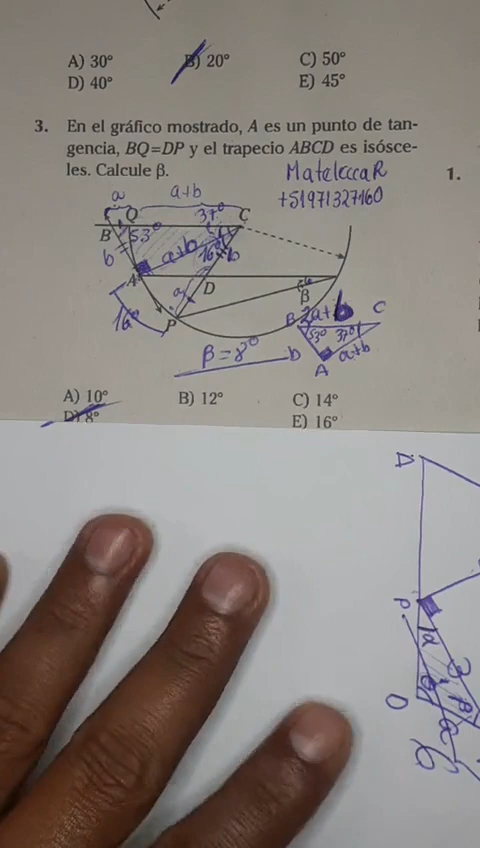 A) 30° B) 20° C) 50°
D) 40° E) 45°
3. En el gráfico mostrado, A es un punto de tan-
gencia, BQ=DP y el trapecio ABCD es isósce-
les. Calcule β.
MatelcccaR
+51971327160
1.
a a+b
Q 37° C
B 53°
b a+b 16° b
A D
a β
16° P
B 2a+b C
53° 37°
b a+b
A
β = 8°
A) 10° B) 12° C) 14°
D) 8° E) 16°
A
P
D